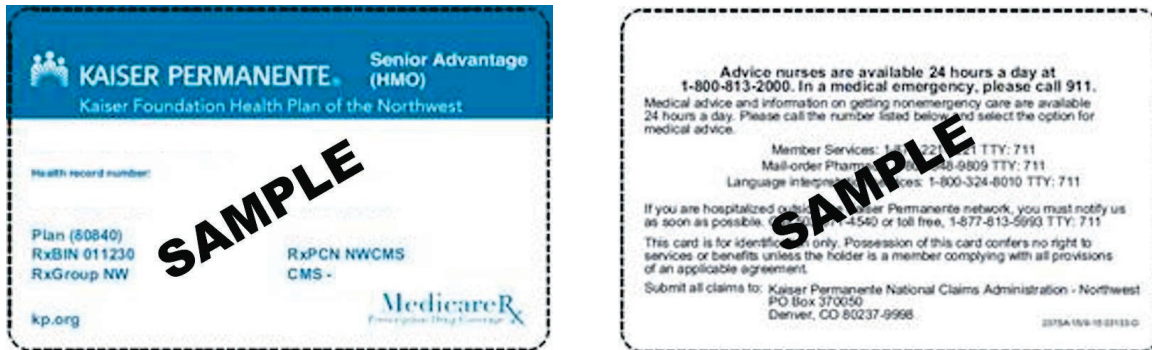 KAISER PERMANENTE®
Senior Advantage
(HMO)
Kaiser Foundation Health Plan of the Northwest
Health record number:
SAMPLE
Plan (80840)
RxBIN 011230
RxPCN NWCMS
RxGroup NW
CMS -
MedicareRx
Prescription Drug Coverage
kp.org
Advice nurses are available 24 hours a day at
1-800-813-2000. In a medical emergency, please call 911.
Medical advice and information on getting nonemergency care are available
24 hours a day. Please call the number listed below and select the option for
medical advice.
Member Services: TTY: 711
Mail-order TTY: 711
Language 1-800-324-8010 TTY: 711
SAMPLE
If you are hospitalized Kaiser Permanente network, you must notify us
as soon as possible. or toll free, 1-877-813-5993 TTY: 711
This card is for identification only. Possession of this card confers no right to
services or benefits unless the holder is a member complying with all provisions
of an applicable agreement.
Submit all claims to: Kaiser Permanente National Claims Administration - Northwest
PO Box 370050
Denver, CO 80237-9998